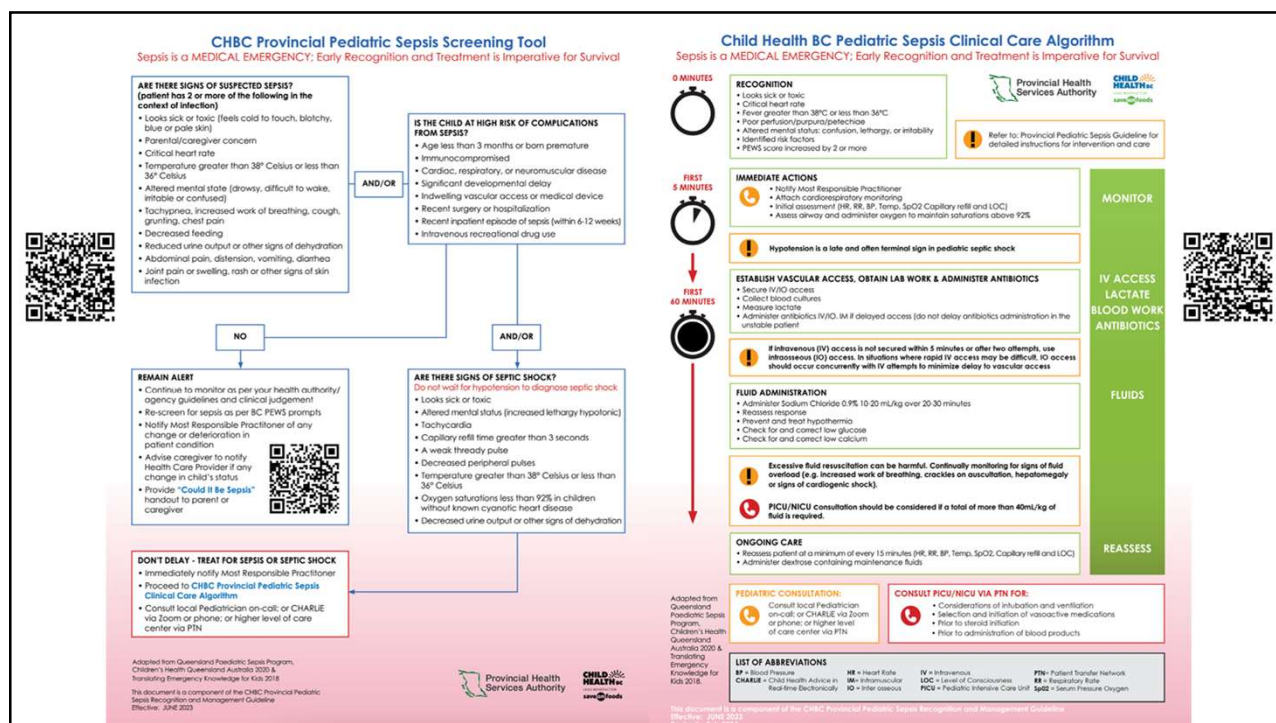 CHBC Provincial Pediatric Sepsis Screening Tool
Sepsis is a MEDICAL EMERGENCY; Early Recognition and Treatment is Imperative for Survival
ARE THERE SIGNS OF SUSPECTED SEPSIS?
(patient has 2 or more of the following in the
context of infection)
• Looks sick or toxic (feels cold to touch, blotchy,
blue or pale skin)
• Parental/caregiver concern
• Critical heart rate
• Temperature greater than 38° Celsius or less than
36° Celsius
• Altered mental state (drowsy, difficult to wake,
irritable or confused)
• Tachypnea, increased work of breathing, cough,
grunting, chest pain
• Decreased feeding
• Reduced urine output or other signs of dehydration
• Abdominal pain, distension, vomiting, diarrhea
• Joint pain or swelling, rash or other signs of skin
infection
AND/OR
IS THE CHILD AT HIGH RISK OF COMPLICATIONS
FROM SEPSIS?
• Age less than 3 months or born premature
• Immunocompromised
• Cardiac, respiratory, or neuromuscular disease
• Significant developmental delay
• Indwelling vascular access or medical device
• Recent surgery or hospitalization
• Recent inpatient episode of sepsis (within 6-12 weeks)
• Intravenous recreational drug use
NO
AND/OR
REMAIN ALERT
• Continue to monitor as per your health authority/
agency guidelines and clinical judgement
• Re-screen for sepsis as per BC PEWS prompts
• Notify Most Responsible Practitioner of any
change or deterioration in
patient condition
• Advise caregiver to notify
Health Care Provider if any
change in child's status
• Provide "Could It Be Sepsis"
handout to parent or
caregiver
ARE THERE SIGNS OF SEPTIC SHOCK?
Do not wait for hypotension to diagnose septic shock
• Looks sick or toxic
• Altered mental status (increased lethargy hypotonic)
• Tachycardia
• Capillary refill time greater than 3 seconds
• A weak thready pulse
• Decreased peripheral pulses
• Temperature greater than 38° Celsius or less than
36° Celsius
• Oxygen saturations less than 92% in children
without known cyanotic heart disease
• Decreased urine output or other signs of dehydration
DON'T DELAY - TREAT FOR SEPSIS OR SEPTIC SHOCK
• Immediately notify Most Responsible Practitioner
• Proceed to CHBC Provincial Pediatric Sepsis
Clinical Care Algorithm
• Consult local Pediatrician on-call; or CHARLiE
via Zoom or phone; or higher level of care
center via PTN
Adapted from Queensland Paediatric Sepsis Program,
Children's Health Queensland Australia 2020 &
Translating Emergency Knowledge for Kids 2018
This document is a component of the CHBC Provincial Pediatric
Sepsis Recognition and Management Guideline
Effective: JUNE 2023
Provincial Health
Services Authority
CHILD
HEALTH BC
save on foods
Child Health BC Pediatric Sepsis Clinical Care Algorithm
Sepsis is a MEDICAL EMERGENCY; Early Recognition and Treatment is Imperative for Survival
0 MINUTES
RECOGNITION
• Looks sick or toxic
• Critical heart rate
• Fever greater than 38°C or less than 36°C
• Poor perfusion/purpura/petechiae
• Altered mental status: confusion, lethargy, or irritability
• Identified risk factors
• PEWS score increased by 2 or more
Provincial Health
Services Authority
CHILD
HEALTH BC
save on foods
Refer to: Provincial Pediatric Sepsis Guideline for
detailed instructions for intervention and care
FIRST
5 MINUTES
IMMEDIATE ACTIONS
• Notify Most Responsible Practitioner
• Attach cardiorespiratory monitoring
• Initial assessment (HR, RR, BP, Temp, SpO2 Capillary refill and LOC)
• Assess airway and administer oxygen to maintain saturations above 92%
MONITOR
Hypotension is a late and often terminal sign in pediatric septic shock
FIRST
60 MINUTES
ESTABLISH VASCULAR ACCESS, OBTAIN LAB WORK & ADMINISTER ANTIBIOTICS
• Secure IV/IO access
• Collect blood cultures
• Measure lactate
• Administer antibiotics IV/IO. IM if delayed access (do not delay antibiotics administration in the
unstable patient
IV ACCESS
LACTATE
BLOOD WORK
ANTIBIOTICS
If intravenous (IV) access is not secured within 5 minutes or after two attempts, use
intraosseous (IO) access. In situations where rapid IV access may be difficult, IO access
should occur concurrently with IV attempts to minimize delay to vascular access
FLUID ADMINISTRATION
• Administer Sodium Chloride 0.9% 10-20 mL/kg over 20-30 minutes
• Reassess response
• Prevent and treat hypothermia
• Check for and correct low glucose
• Check for and correct low calcium
FLUIDS
Excessive fluid resuscitation can be harmful. Continually monitoring for signs of fluid
overload (e.g. increased work of breathing, crackles on auscultation, hepatomegaly
or signs of cardiogenic shock).
PICU/NICU consultation should be considered if a total of more than 40mL/kg of
fluid is required.
ONGOING CARE
• Reassess patient at a minimum of every 15 minutes (HR, RR, BP, Temp, SpO2, Capillary refill and LOC)
• Administer dextrose containing maintenance fluids
REASSESS
Adapted from
Queensland
Paediatric Sepsis
Program,
Children's Health
Queensland
Australia 2020 &
Translating
Emergency
Knowledge for
Kids 2018.
PEDIATRIC CONSULTATION:
Consult local Pediatrician
on-call; or CHARLiE via Zoom
or phone; or higher level
of care center via PTN
CONSULT PICU/NICU VIA PTN FOR:
• Considerations of intubation and ventilation
• Selection and initiation of vasoactive medications
• Prior to steroid initiation
• Prior to administration of blood products
LIST OF ABBREVIATIONS
BP = Blood Pressure
CHARLiE = Child Health Advice in
Real-time Electronically
HR = Heart Rate
IM= Intramuscular
IO = Inter osseous
IV = Intravenous
LOC = Level of Consciousness
PICU = Pediatric Intensive Care Unit
PTN= Patient Transfer Network
RR = Respiratory Rate
Sp02 = Serum Pressure Oxygen
This document is a component of the CHBC Provincial Pediatric Sepsis Recognition and Management Guideline
Effective: JUNE 2023